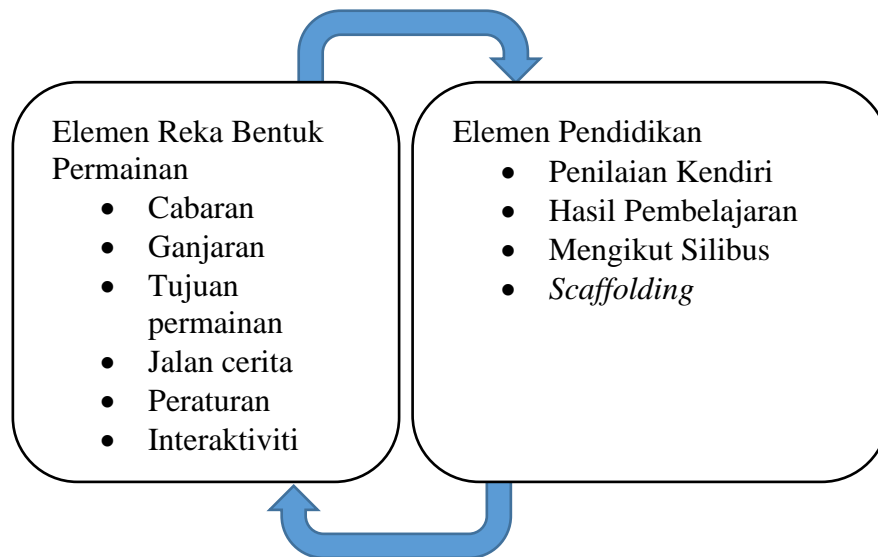 Elemen Reka Bentuk
Permainan
• Cabaran
• Ganjaran
• Tujuan
permainan
• Jalan cerita
• Peraturan
• Interaktiviti
Elemen Pendidikan
• Penilaian Kendiri
• Hasil Pembelajaran
• Mengikut Silibus
• Scaffolding